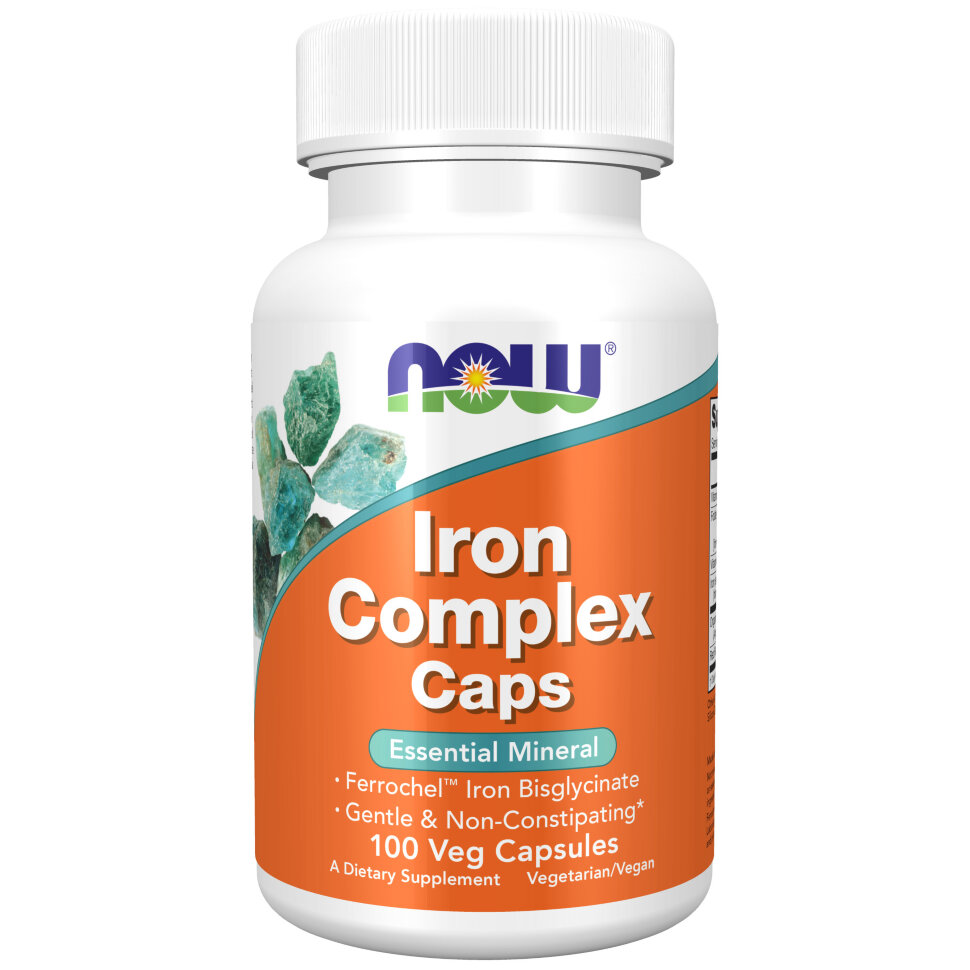 now®
Iron
Complex
Caps
Essential Mineral
• Ferrochel™ Iron Bisglycinate
• Gentle & Non-Constipating*
100 Veg Capsules
A Dietary Supplement Vegetarian/Vegan